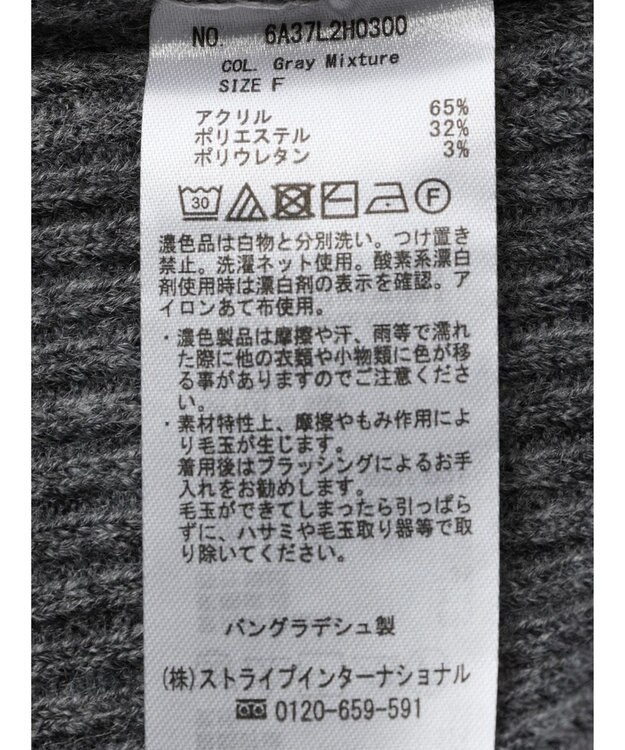 NO. 6A37L2H0300
COL. Gray Mixture
SIZE F
アクリル 65%
ポリエステル 32%
ポリウレタン 3%
30 F
濃色品は白物と分別洗い。つけ置き
禁止。洗濯ネット使用。酸素系漂白
剤使用時は漂白剤の表示を確認。ア
イロンあて布使用。
・濃色製品は摩擦や汗、雨等で濡れ
た際に他の衣類や小物類に色が移
る事がありますのでご注意くださ
い。
・素材特性上、摩擦やもみ作用によ
り毛玉が生じます。
着用後はブラッシングによるお手
入れをお勧めします。
毛玉ができてしまったら引っぱら
ずに、ハサミや毛玉取り器等で取
り除いてください。
バングラデシュ製
(株)ストライプインターナショナル
0120-659-591